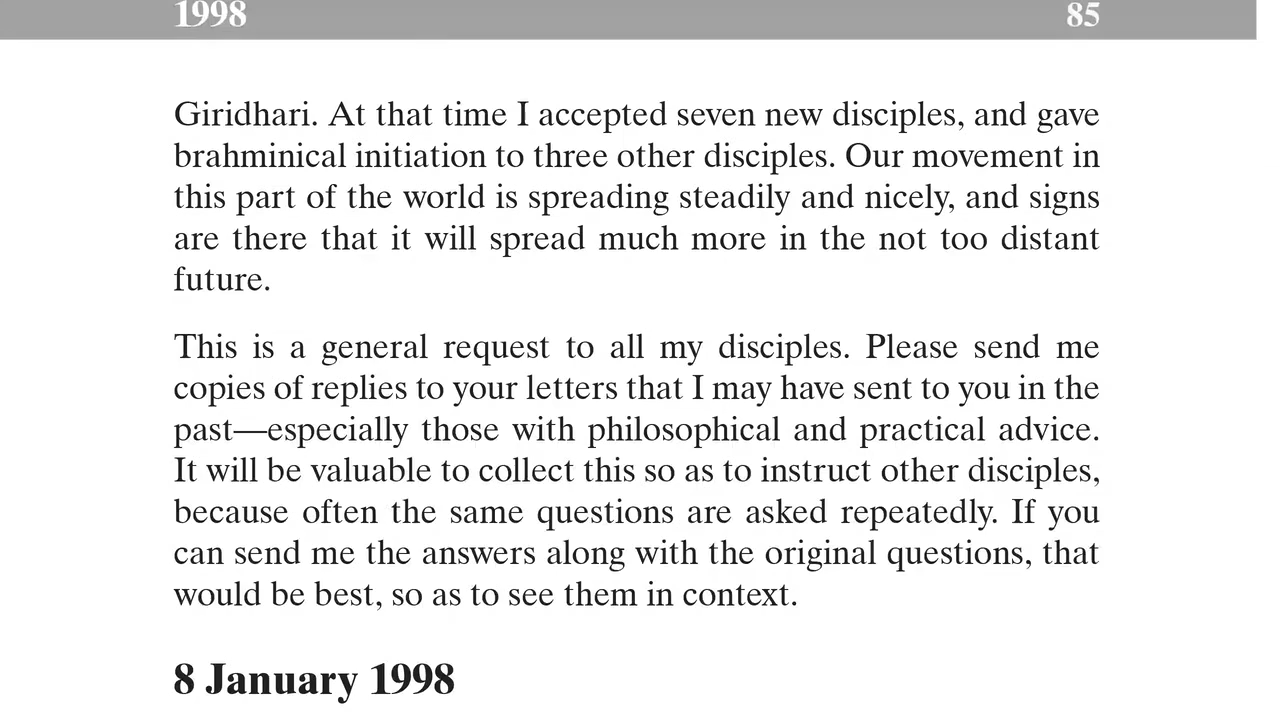 1998 85
Giridhari. At that time I accepted seven new disciples, and gave
brahminical initiation to three other disciples. Our movement in
this part of the world is spreading steadily and nicely, and signs
are there that it will spread much more in the not too distant
future.
This is a general request to all my disciples. Please send me
copies of replies to your letters that I may have sent to you in the
past—especially those with philosophical and practical advice.
It will be valuable to collect this so as to instruct other disciples,
because often the same questions are asked repeatedly. If you
can send me the answers along with the original questions, that
would be best, so as to see them in context.
8 January 1998